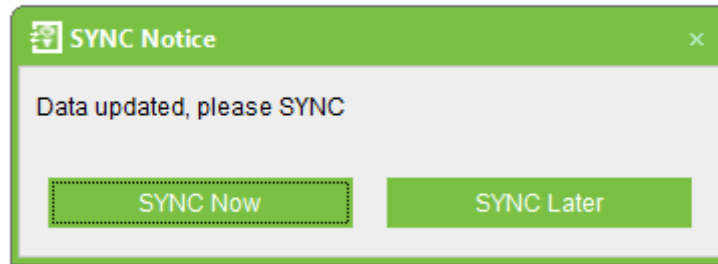 SYNC Notice
Data updated, please SYNC
SYNC Now SYNC Later